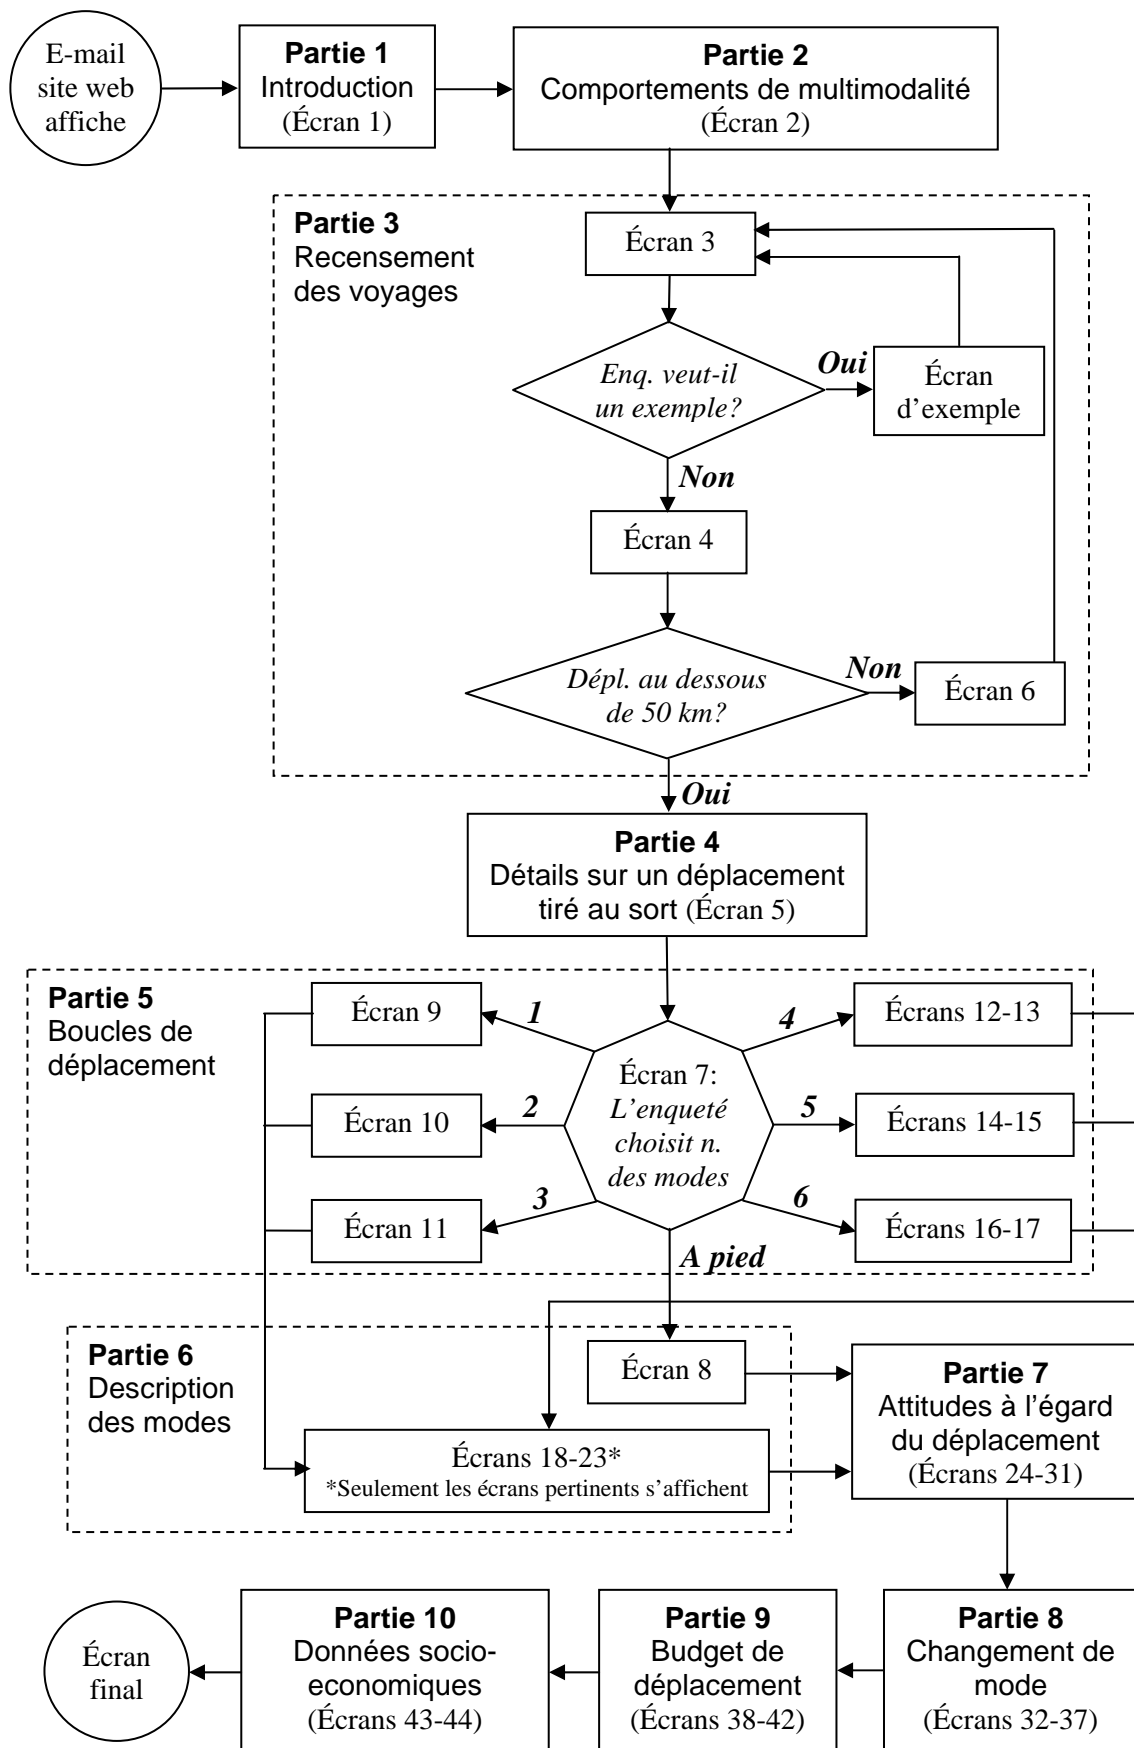 E-mail
site web
affiche
Partie 1
Introduction
(Écran 1)
Partie 2
Comportements de multimodalité
(Écran 2)
Partie 3
Recensement
des voyages
Écran 3
Enq. veut-il
un exemple?
Oui
Écran
d’exemple
Non
Écran 4
Dépl. au dessous
de 50 km?
Non
Écran 6
Oui
Partie 4
Détails sur un déplacement
tiré au sort (Écran 5)
Partie 5
Boucles de
déplacement
Écran 9
1
Écran 10
2
Écran 11
3
Écran 7:
L’enqueté
choisit n.
des modes
4
Écrans 12-13
5
Écrans 14-15
6
Écrans 16-17
A pied
Partie 6
Description
des modes
Écran 8
Écrans 18-23*
*Seulement les écrans pertinents s’affichent
Partie 7
Attitudes à l’égard
du déplacement
(Écrans 24-31)
Partie 8
Changement de
mode
(Écrans 32-37)
Partie 9
Budget de
déplacement
(Écrans 38-42)
Partie 10
Données socio-
economiques
(Écrans 43-44)
Écran
final